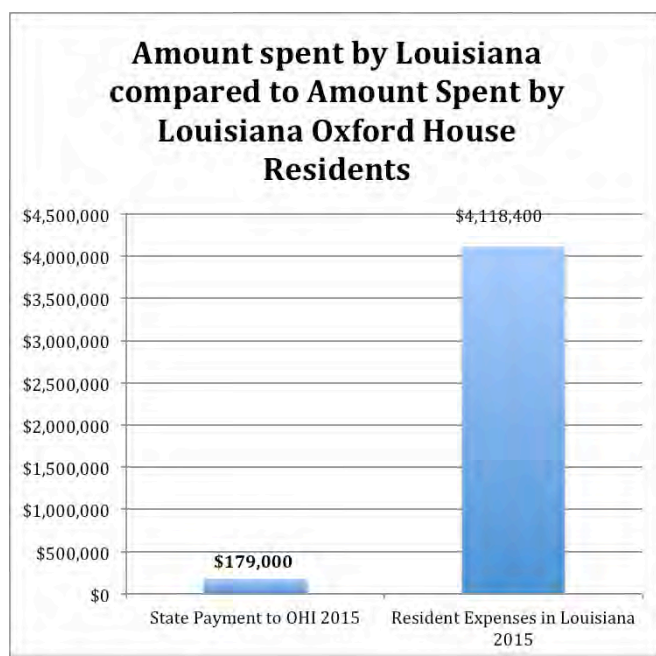 Amount spent by Louisiana
compared to Amount Spent by
Louisiana Oxford House
Residents
$4,500,000
$4,118,400
$4,000,000
$3,500,000
$3,000,000
$2,500,000
$2,000,000
$1,500,000
$1,000,000
$500,000
$179,000
$0
State Payment to OHI 2015
Resident Expenses in Louisiana
2015